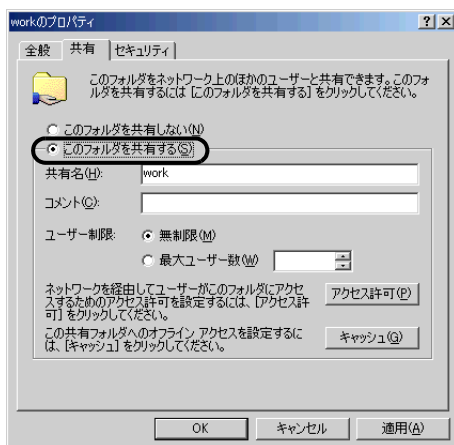 workのプロパティ
全般
共有
セキュリティ
このフォルダをネットワーク上のほかのユーザーと共有できます。このフォ
ルダを共有するには [このフォルダを共有する] をクリックしてください。
このフォルダを共有しない(N)
このフォルダを共有する(S)
共有名(H):
work
コメント(C):
ユーザー制限:
無制限(M)
最大ユーザー数(W)
ネットワークを経由してユーザーがこのフォルダにアクセ
スするためのアクセス許可を設定するには、[アクセス許
可] をクリックしてください。
アクセス許可(P)
この共有フォルダへのオフライン アクセスを設定するに
は、[キャッシュ] をクリックしてください。
キャッシュ(G)
OK
キャンセル
適用(A)